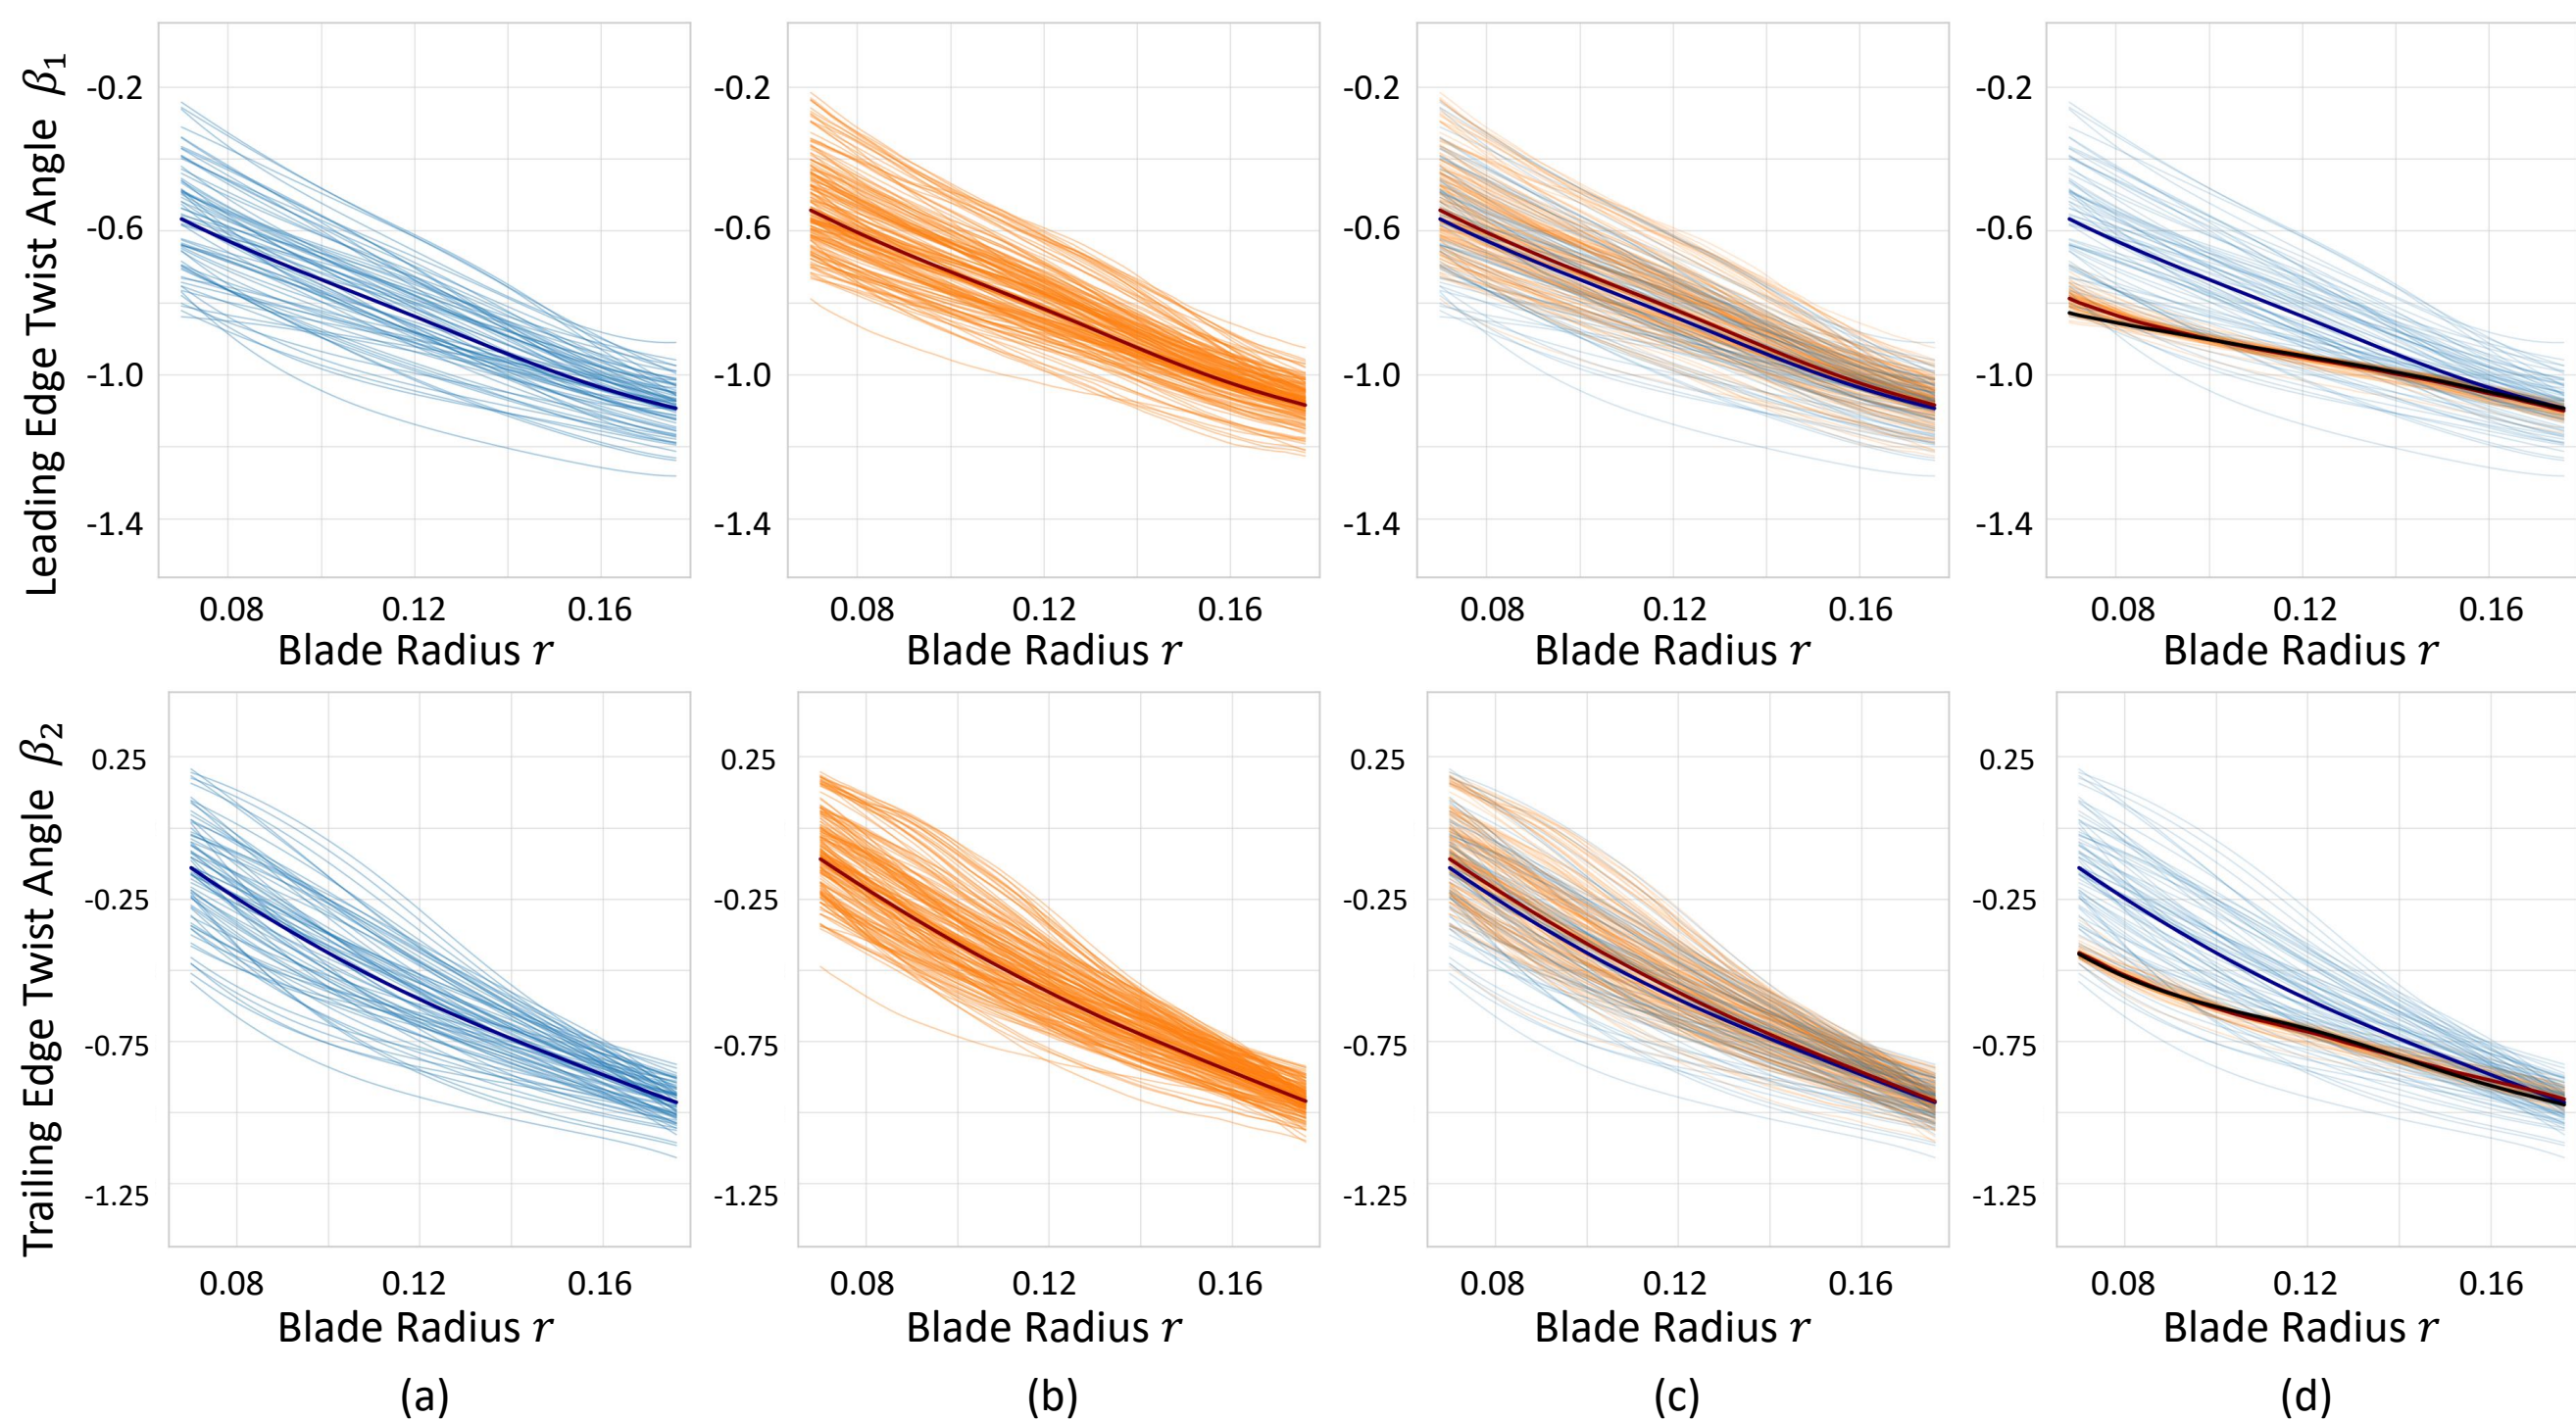 Leading Edge Twist Angle β₁
-0.2 -0.2 -0.2 -0.2
-0.6 -0.6 -0.6 -0.6
-1.0 -1.0 -1.0 -1.0
-1.4 -1.4 -1.4 -1.4
0.08 0.12 0.16 0.08 0.12 0.16 0.08 0.12 0.16 0.08 0.12 0.16
Blade Radius r Blade Radius r Blade Radius r Blade Radius r
Trailing Edge Twist Angle β₂
0.25 0.25 0.25 0.25
-0.25 -0.25 -0.25 -0.25
-0.75 -0.75 -0.75 -0.75
-1.25 -1.25 -1.25 -1.25
0.08 0.12 0.16 0.08 0.12 0.16 0.08 0.12 0.16 0.08 0.12 0.16
Blade Radius r Blade Radius r Blade Radius r Blade Radius r
(a) (b) (c) (d)